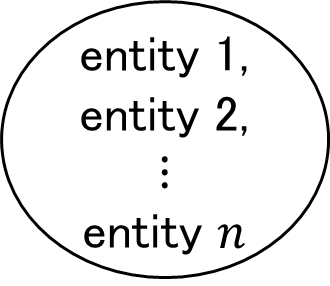 entity 1,
entity 2,
⋮
entity n